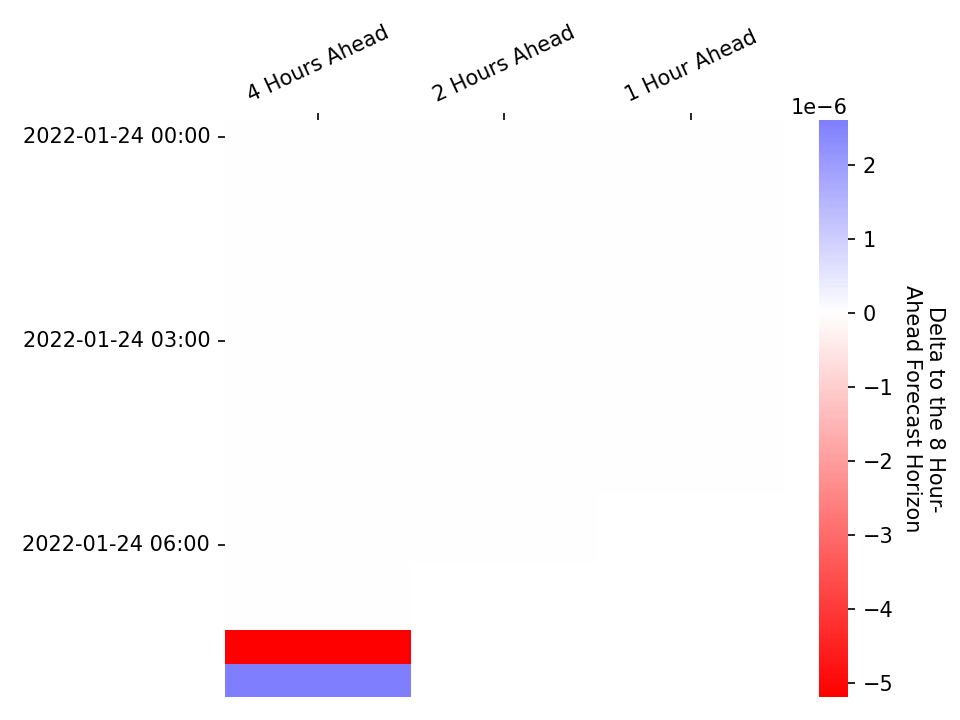 4 Hours Ahead
2 Hours Ahead
1 Hour Ahead
1e−6
2022-01-24 00:00
2022-01-24 03:00
2022-01-24 06:00
2
1
0
−1
−2
−3
−4
−5
Delta to the 8 Hour-
Ahead Forecast Horizon